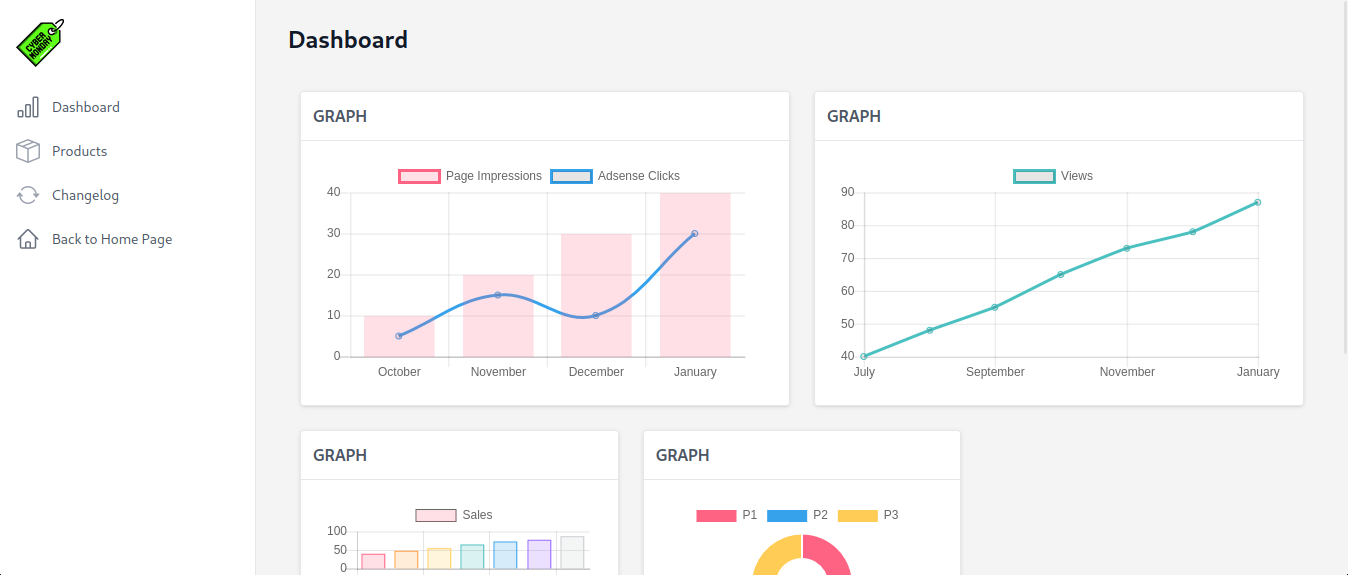 CYBER
MONDAY
Dashboard
Products
Changelog
Back to Home Page
Dashboard
GRAPH
Page Impressions Adsense Clicks
40
30
20
10
0
October November December January
GRAPH
Views
90
80
70
60
50
40
July September November January
GRAPH
Sales
100
50
0
GRAPH
P1 P2 P3